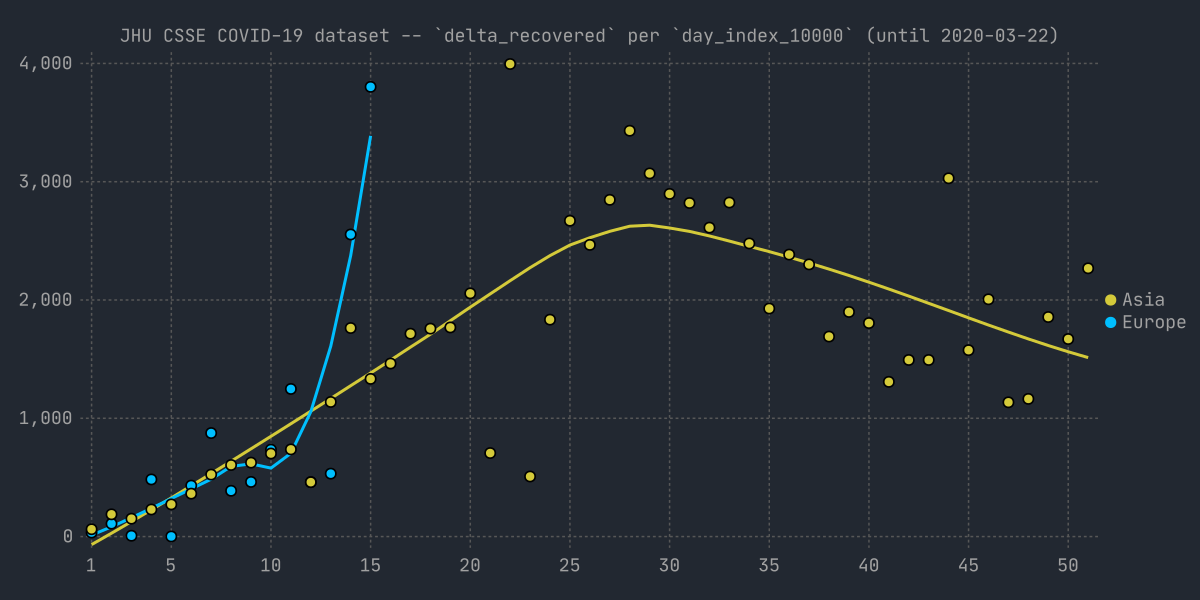 JHU CSSE COVID-19 dataset -- `delta_recovered` per `day_index_10000` (until 2020-03-22)
4,000
3,000
2,000
1,000
0
1 5 10 15 20 25 30 35 40 45 50
Asia
Europe